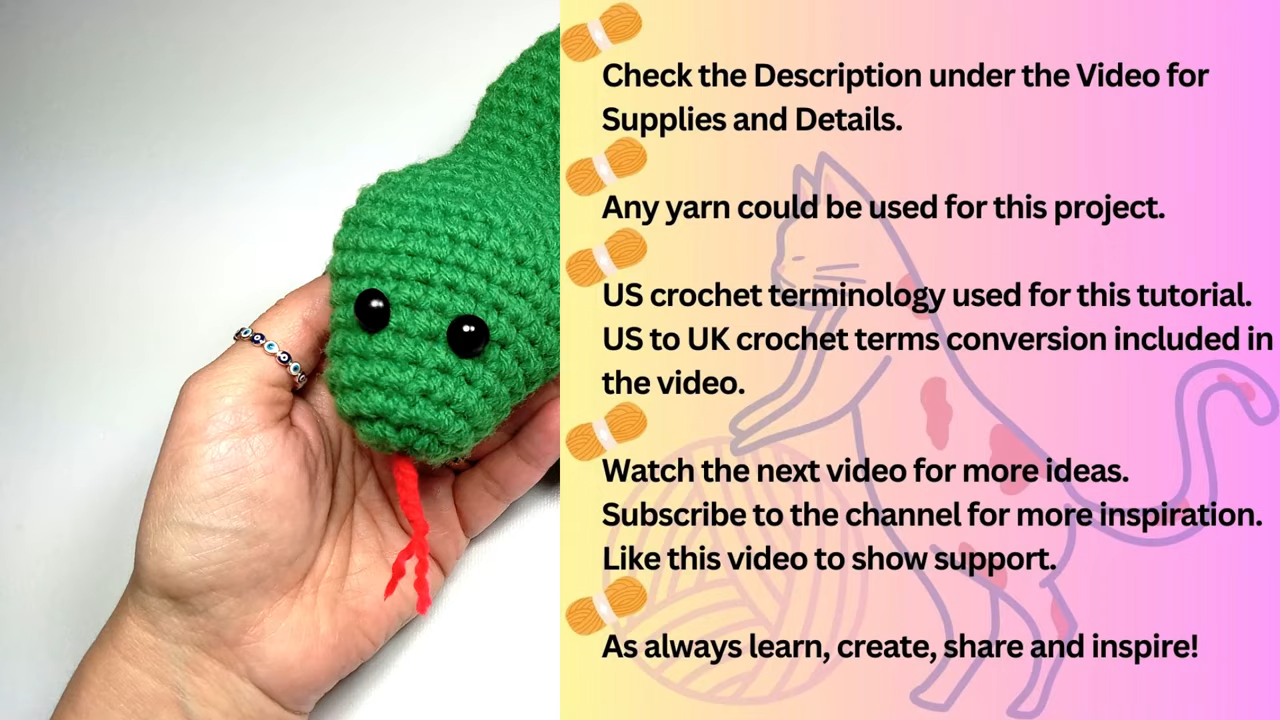 Check the Description under the Video for
Supplies and Details.
Any yarn could be used for this project.
US crochet terminology used for this tutorial.
US to UK crochet terms conversion included in
the video.
Watch the next video for more ideas.
Subscribe to the channel for more inspiration.
Like this video to show support.
As always learn, create, share and inspire!